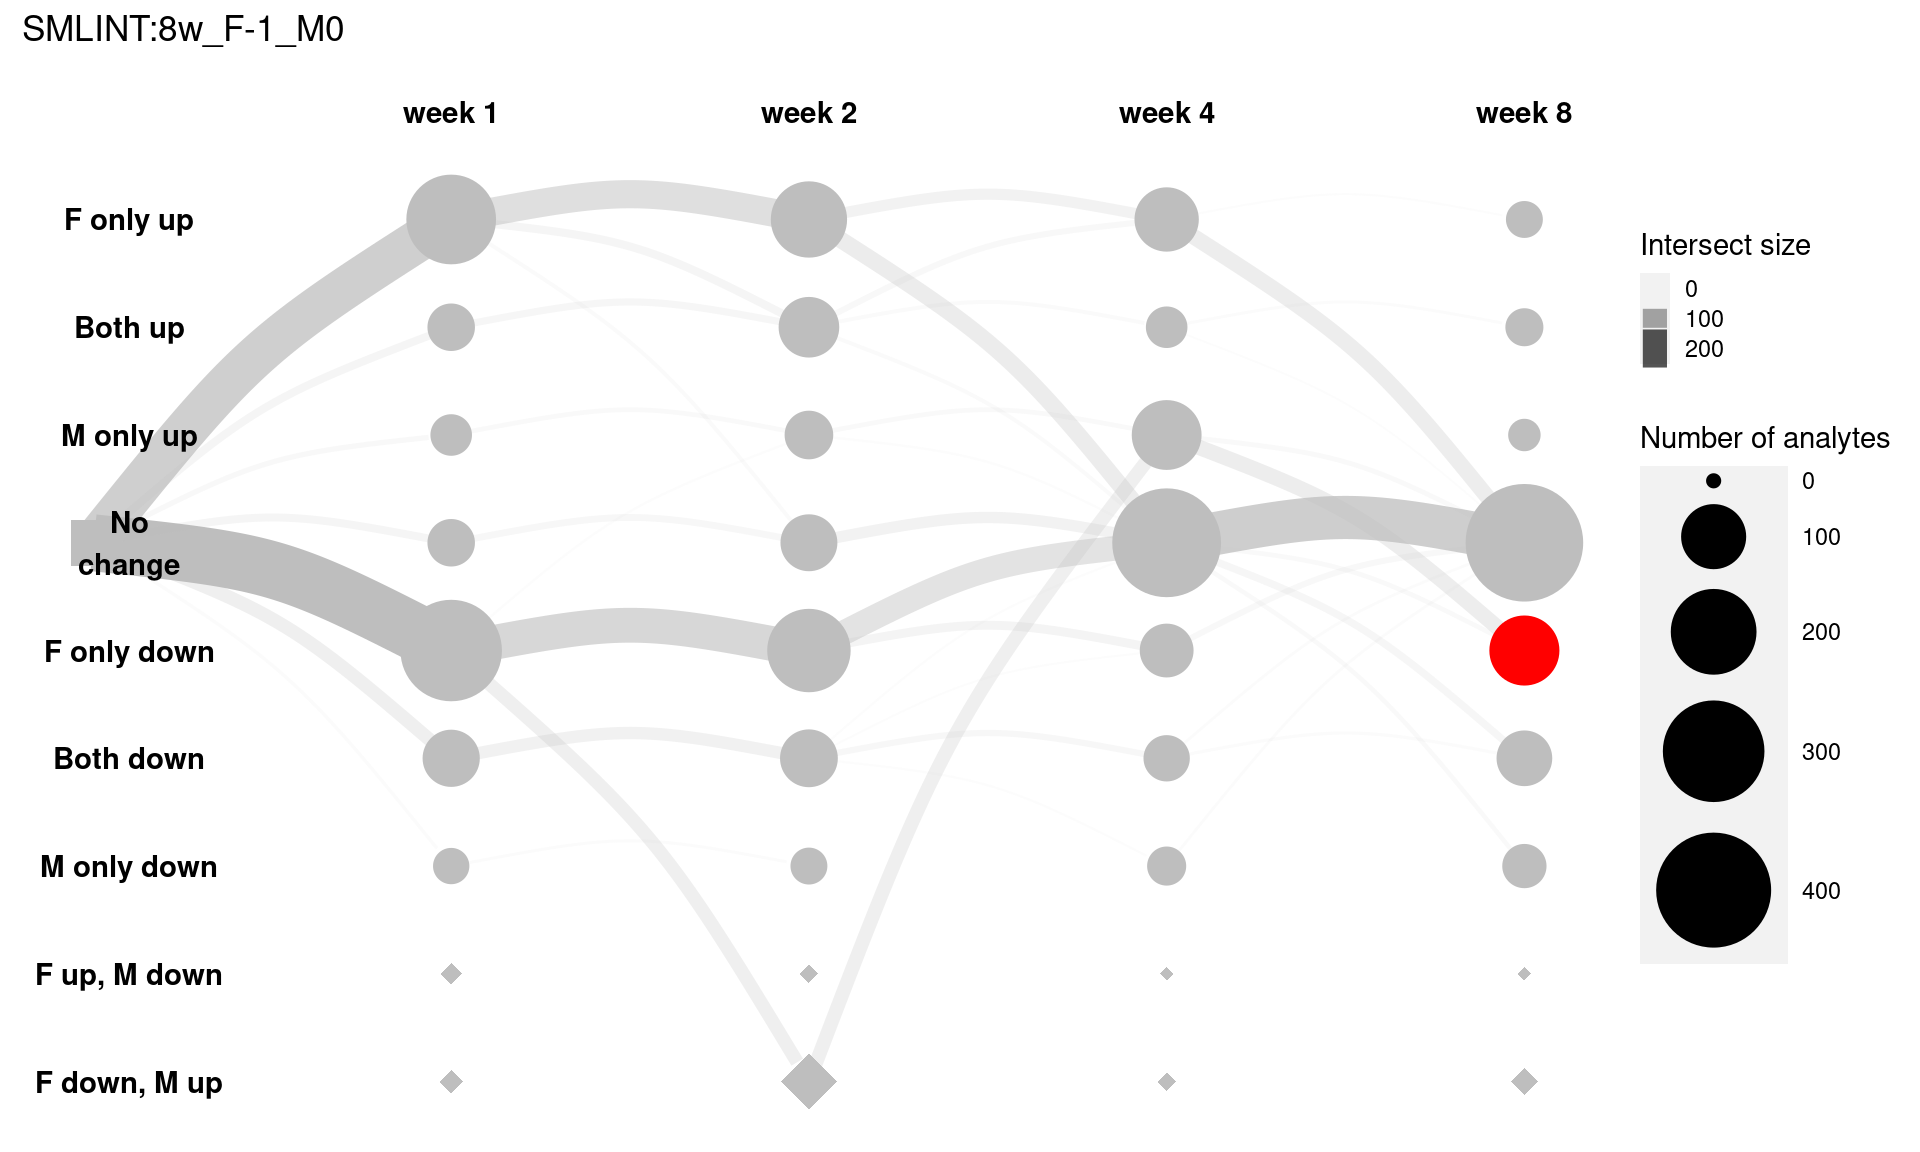 SMLINT:8w_F-1_M0
week 1
week 2
week 4
week 8
F only up
Both up
M only up
No
change
F only down
Both down
M only down
F up, M down
F down, M up
Intersect size
0
100
200
Number of analytes
0
100
200
300
400